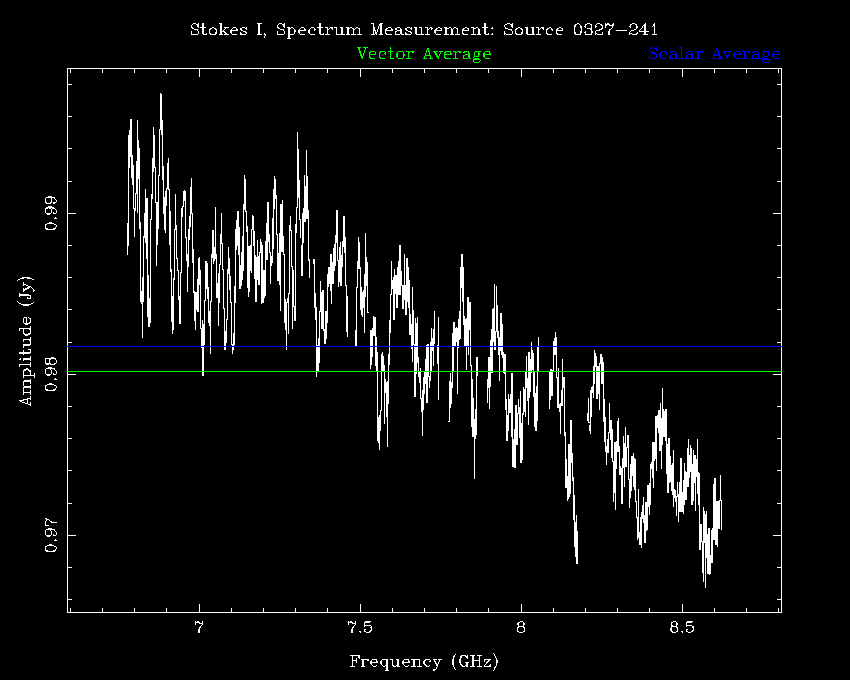 Stokes I, Spectrum Measurement: Source 0327-241
Vector Average
Scalar Average
0.99
0.98
0.97
Amplitude (Jy)
7
7.5
8
8.5
Frequency (GHz)